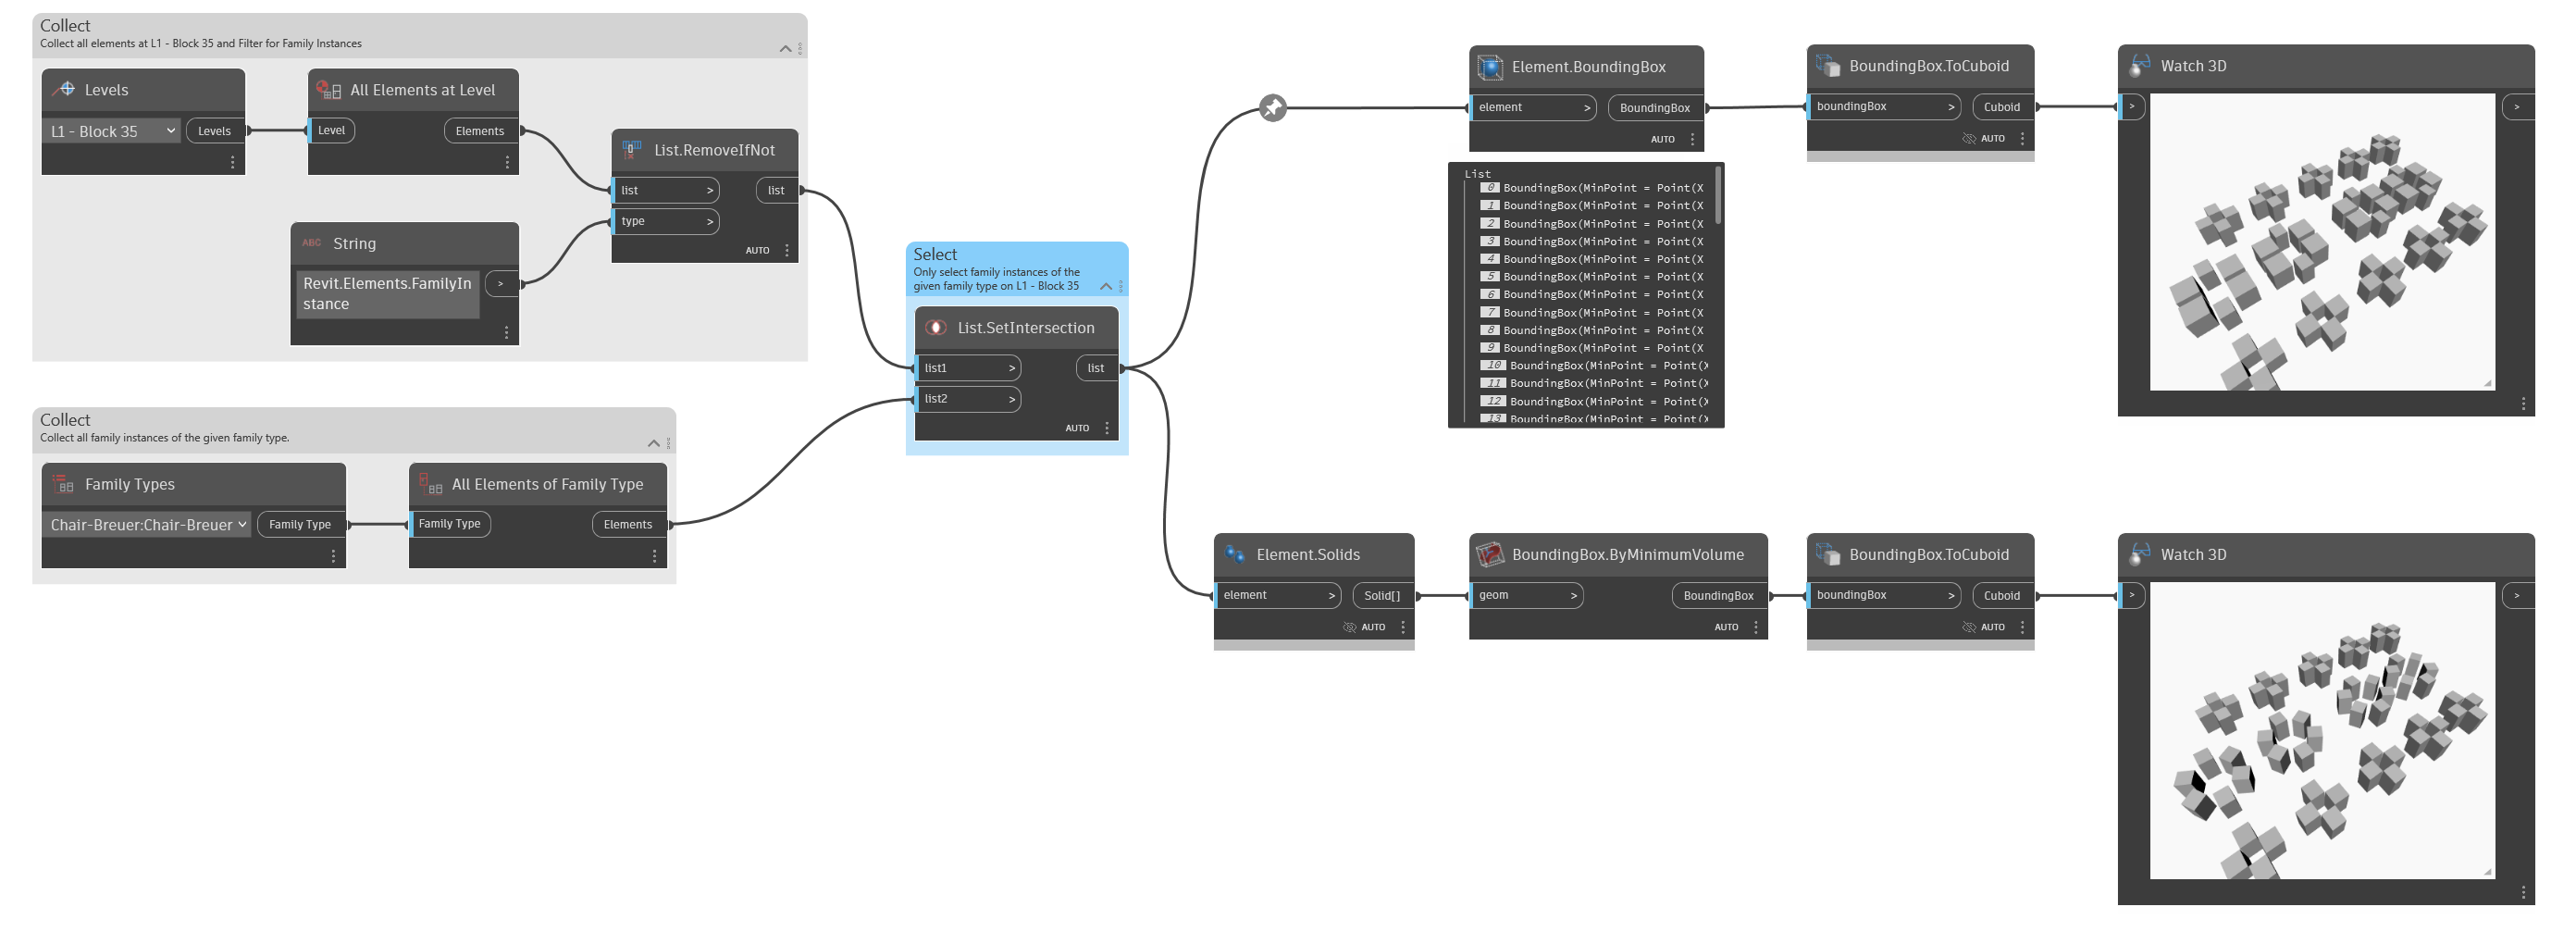 Collect
Collect all elements at L1 - Block 35 and Filter for Family Instances
Levels
L1 - Block 35
Levels
All Elements at Level
Level
Elements
String
Revit.Elements.FamilyIn
stance
>
List.RemoveIfNot
list >
list
type >
AUTO
Collect
Collect all family instances of the given family type.
Family Types
Chair-Breuer:Chair-Breuer
Family Type
All Elements of Family Type
Family Type
Elements
Select
Only select family instances of the
given family type on L1 - Block 35
List.SetIntersection
list1 >
list
list2 >
AUTO
Element.BoundingBox
element >
BoundingBox
AUTO
List
0 BoundingBox(MinPoint = Point(X
1 BoundingBox(MinPoint = Point(X
2 BoundingBox(MinPoint = Point(X
3 BoundingBox(MinPoint = Point(X
4 BoundingBox(MinPoint = Point(X
5 BoundingBox(MinPoint = Point(X
6 BoundingBox(MinPoint = Point(X
7 BoundingBox(MinPoint = Point(X
8 BoundingBox(MinPoint = Point(X
9 BoundingBox(MinPoint = Point(X
10 BoundingBox(MinPoint = Point(X
11 BoundingBox(MinPoint = Point(X
12 BoundingBox(MinPoint = Point(X
13 BoundingBox(MinPoint = Point(X
BoundingBox.ToCuboid
boundingBox >
Cuboid
AUTO
Watch 3D
>
>
Element.Solids
element >
Solid[]
AUTO
BoundingBox.ByMinimumVolume
geom >
BoundingBox
AUTO
BoundingBox.ToCuboid
boundingBox >
Cuboid
AUTO
Watch 3D
>
>